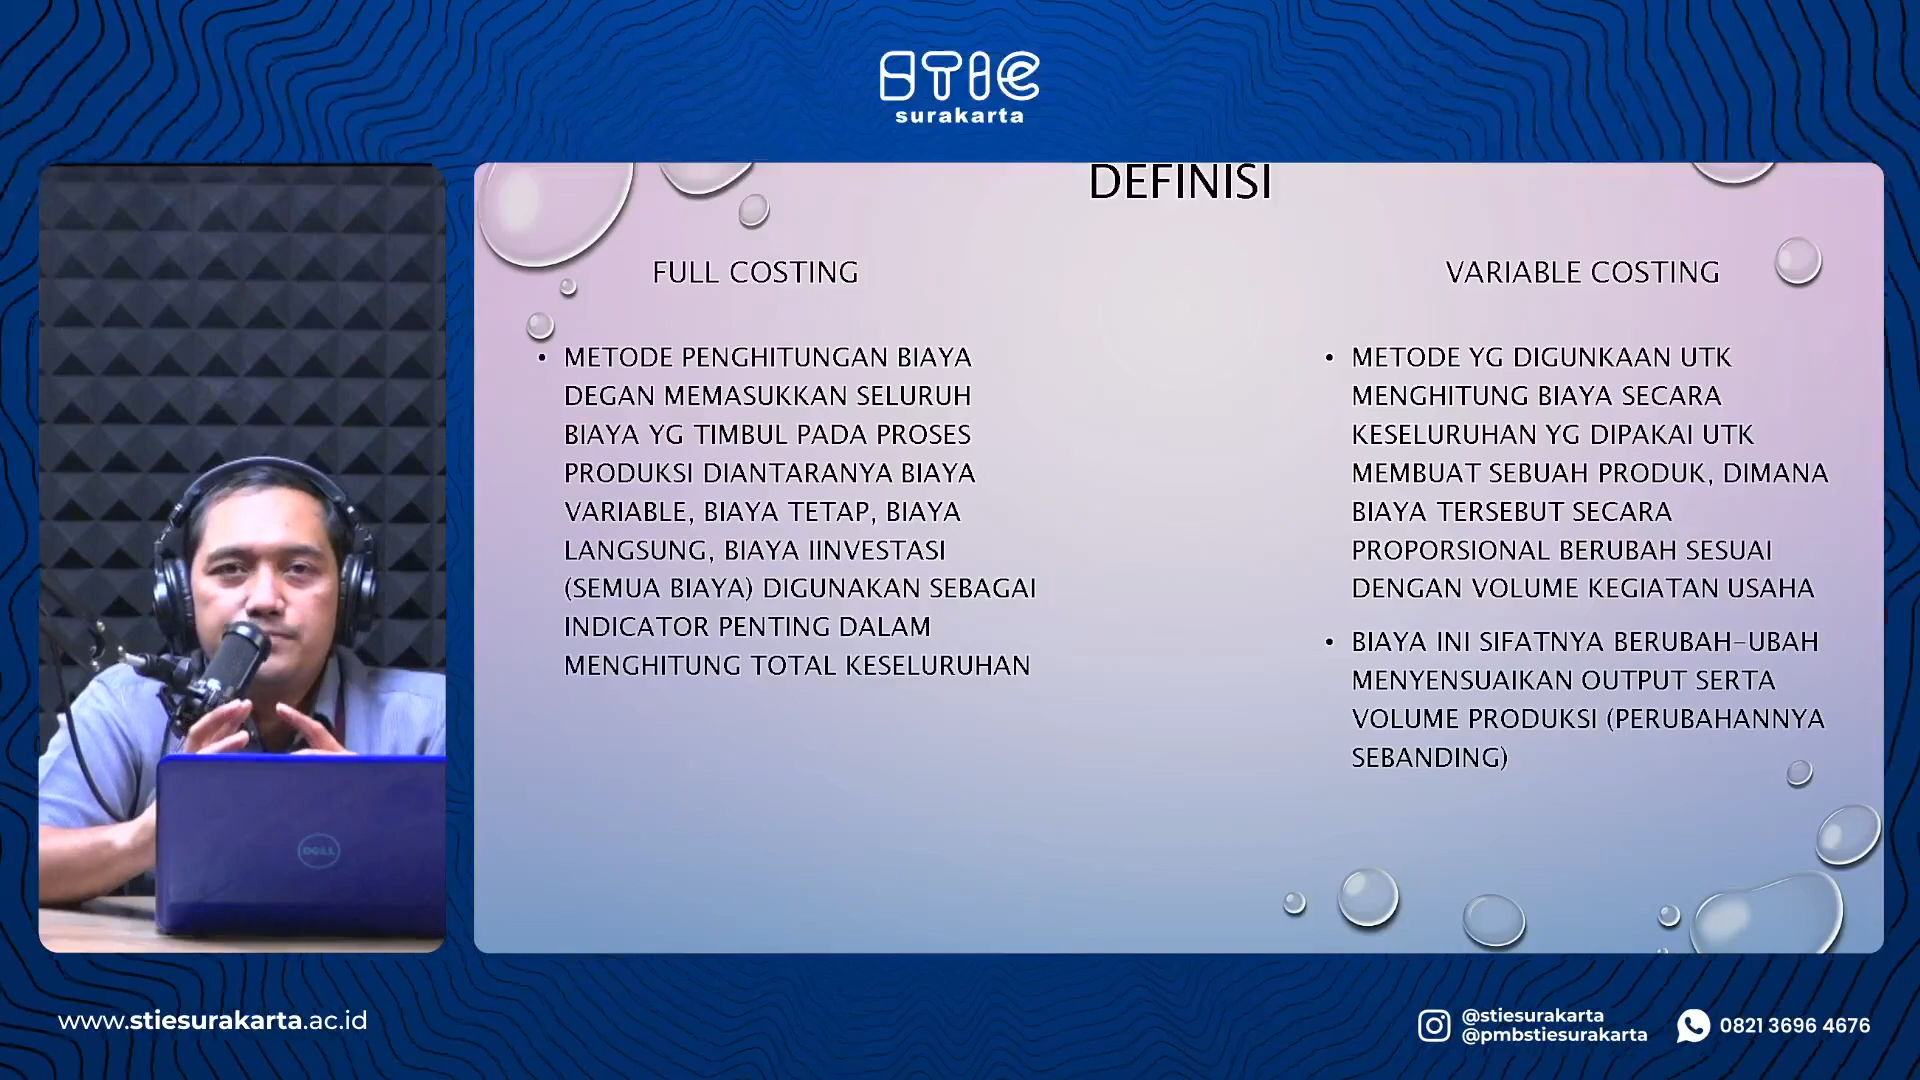 STIE
surakarta
DEFINISI
FULL COSTING
• METODE PENGHITUNGAN BIAYA
DEGAN MEMASUKKAN SELURUH
BIAYA YG TIMBUL PADA PROSES
PRODUKSI DIANTARANYA BIAYA
VARIABLE, BIAYA TETAP, BIAYA
LANGSUNG, BIAYA IINVESTASI
(SEMUA BIAYA) DIGUNAKAN SEBAGAI
INDICATOR PENTING DALAM
MENGHITUNG TOTAL KESELURUHAN
VARIABLE COSTING
• METODE YG DIGUNKAAN UTK
MENGHITUNG BIAYA SECARA
KESELURUHAN YG DIPAKAI UTK
MEMBUAT SEBUAH PRODUK, DIMANA
BIAYA TERSEBUT SECARA
PROPORSIONAL BERUBAH SESUAI
DENGAN VOLUME KEGIATAN USAHA
• BIAYA INI SIFATNYA BERUBAH-UBAH
MENYENSUAIKAN OUTPUT SERTA
VOLUME PRODUKSI (PERUBAHANNYA
SEBANDING)
DELL
www.stiesurakarta.ac.id
@stiesurakarta
@pmbstiesurakarta
0821 3696 4676